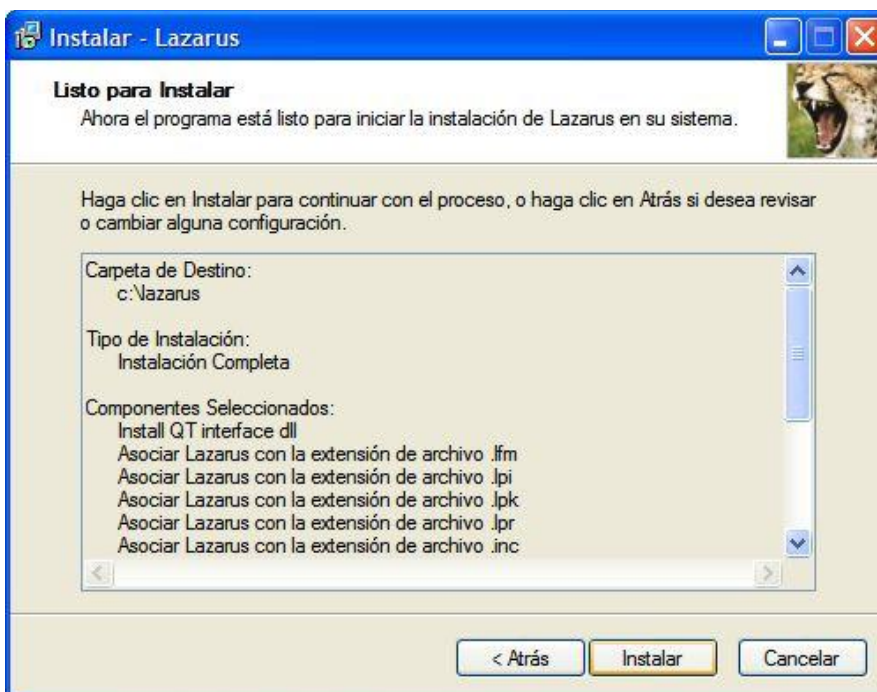 Instalar - Lazarus
Listo para Instalar
Ahora el programa está listo para iniciar la instalación de Lazarus en su sistema.
Haga clic en Instalar para continuar con el proceso, o haga clic en Atrás si desea revisar
o cambiar alguna configuración.
Carpeta de Destino:
c:\lazarus
Tipo de Instalación:
Instalación Completa
Componentes Seleccionados:
Install QT interface dll
Asociar Lazarus con la extensión de archivo .lfm
Asociar Lazarus con la extensión de archivo .lpi
Asociar Lazarus con la extensión de archivo .lpk
Asociar Lazarus con la extensión de archivo .lpr
Asociar Lazarus con la extensión de archivo .inc
< Atrás Instalar Cancelar